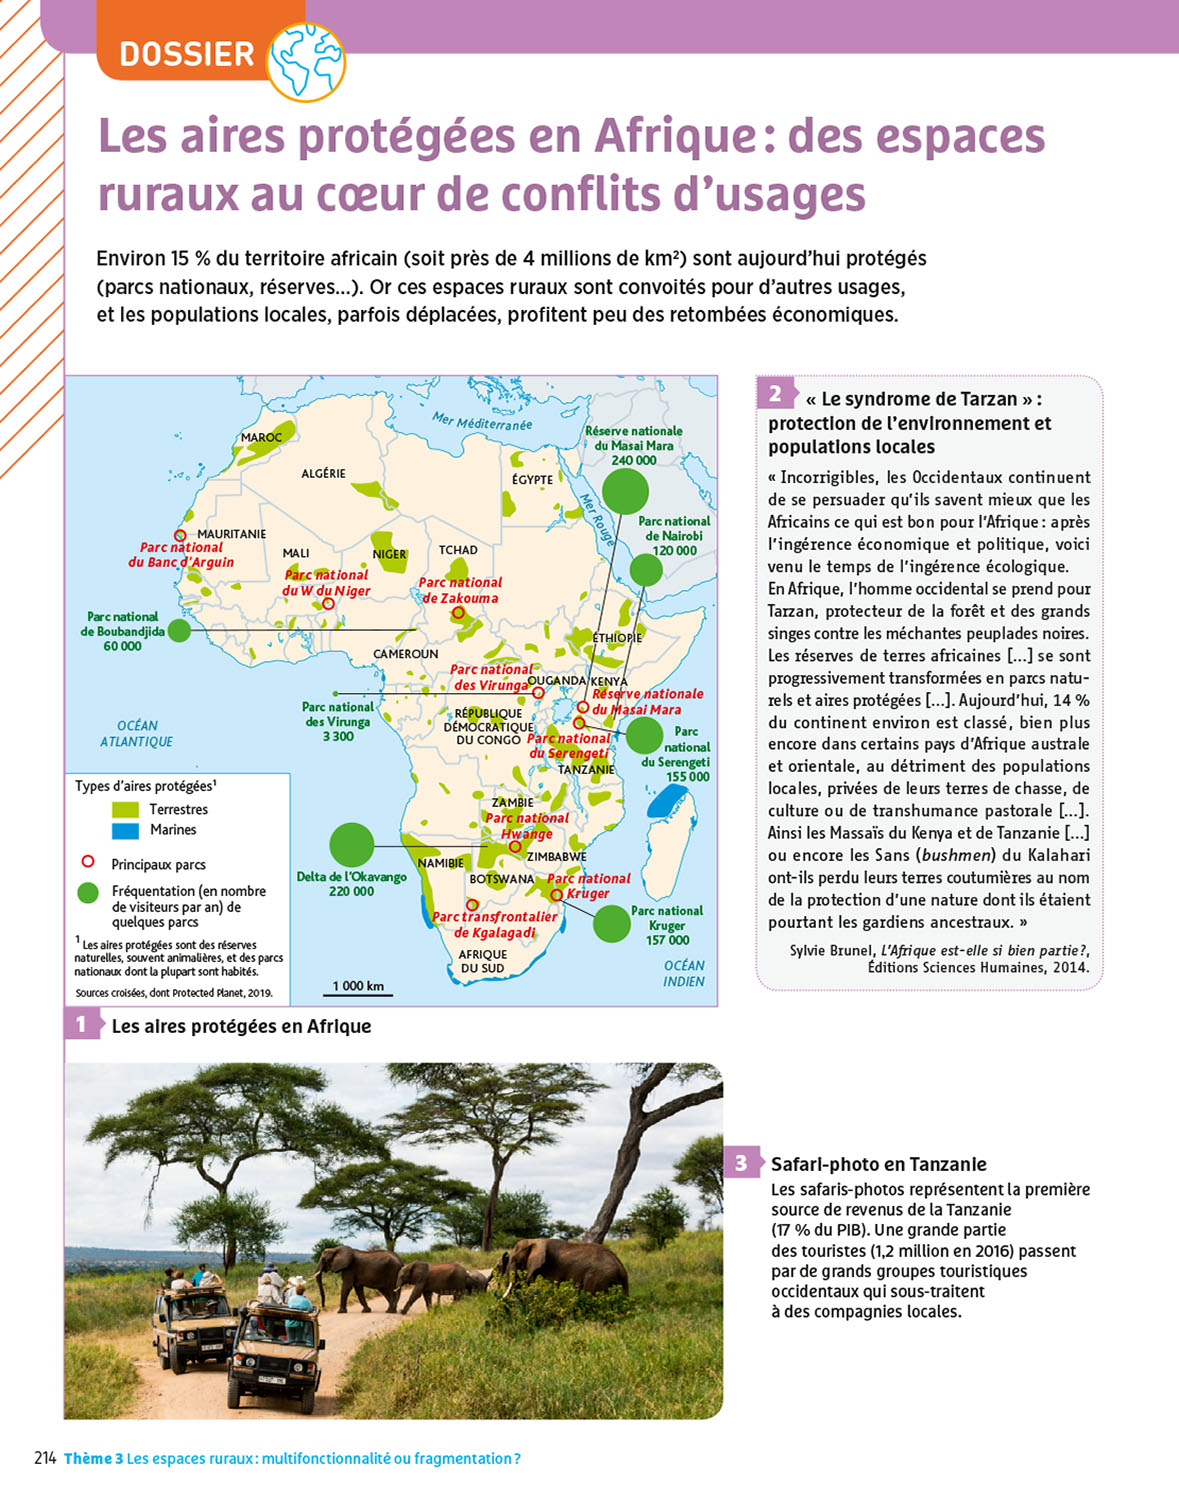 DOSSIER
Les aires protégées en Afrique : des espaces
ruraux au cœur de conflits d’usages
Environ 15 % du territoire africain (soit près de 4 millions de km²) sont aujourd’hui protégés
(parcs nationaux, réserves...). Or ces espaces ruraux sont convoités pour d’autres usages,
et les populations locales, parfois déplacées, profitent peu des retombées économiques.
Mer Méditerranée
MAROC
ALGÉRIE
ÉGYPTE
Réserve nationale
du Masai Mara
240 000
Mer Rouge
Parc national
de Nairobi
120 000
MAURITANIE
Parc national
du Banc d’Arguin
MALI
NIGER
TCHAD
Parc national
du W du Niger
Parc national
de Zakouma
Parc national
de Boubandjida
60 000
ÉTHIOPIE
CAMEROUN
Parc national
des Virunga
OUGANDA
KENYA
Réserve nationale
du Masai Mara
Parc national
des Virunga
3 300
RÉPUBLIQUE
DÉMOCRATIQUE
DU CONGO
Parc national
du Serengeti
Parc
national
du Serengeti
155 000
OCÉAN
ATLANTIQUE
TANZANIE
ZAMBIE
Parc national
Hwange
ZIMBABWE
NAMIBIE
BOTSWANA
Delta de l’Okavango
220 000
Parc national
Kruger
Parc transfrontalier
de Kgalagadi
Parc national
Kruger
157 000
AFRIQUE
DU SUD
OCÉAN
INDIEN
1 000 km
Types d’aires protégées¹
Terrestres
Marines
Principaux parcs
Fréquentation (en nombre
de visiteurs par an) de
quelques parcs
¹ Les aires protégées sont des réserves
naturelles, souvent animalières, et des parcs
nationaux dont la plupart sont habités.
Sources croisées, dont Protected Planet, 2019.
1 Les aires protégées en Afrique
2 « Le syndrome de Tarzan » :
protection de l’environnement et
populations locales
« Incorrigibles, les Occidentaux continuent
de se persuader qu’ils savent mieux que les
Africains ce qui est bon pour l’Afrique : après
l’ingérence économique et politique, voici
venu le temps de l’ingérence écologique.
En Afrique, l’homme occidental se prend pour
Tarzan, protecteur de la forêt et des grands
singes contre les méchantes peuplades noires.
Les réserves de terres africaines [...] se sont
progressivement transformées en parcs natu-
rels et aires protégées [...]. Aujourd’hui, 14 %
du continent environ est classé, bien plus
encore dans certains pays d’Afrique australe
et orientale, au détriment des populations
locales, privées de leurs terres de chasse, de
culture ou de transhumance pastorale [...].
Ainsi les Massaïs du Kenya et de Tanzanie [...]
ou encore les Sans (bushmen) du Kalahari
ont-ils perdu leurs terres coutumières au nom
de la protection d’une nature dont ils étaient
pourtant les gardiens ancestraux. »
Sylvie Brunel, L’Afrique est-elle si bien partie ?,
Éditions Sciences Humaines, 2014.
3 Safari-photo en Tanzanie
Les safaris-photos représentent la première
source de revenus de la Tanzanie
(17 % du PIB). Une grande partie
des touristes (1,2 million en 2016) passent
par de grands groupes touristiques
occidentaux qui sous-traitent
à des compagnies locales.
214 Thème 3 Les espaces ruraux : multifonctionnalité ou fragmentation ?